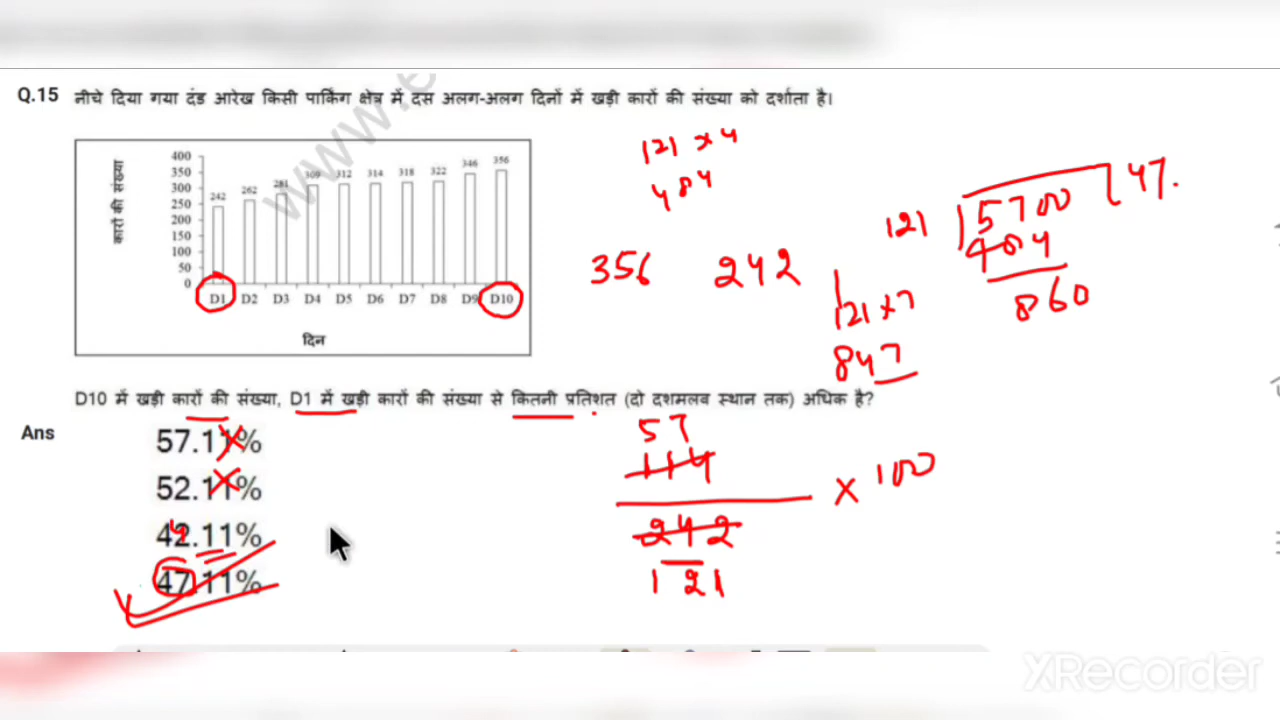 Q.15 नीचे दिया गया दंड आरेख किसी पार्किंग क्षेत्र में दस अलग-अलग दिनों में खड़ी कारों की संख्या को दर्शाता है।
www.
कारों की संख्या
400
350
300
250
200
150
100
50
0
242 262 281 309 312 314 318 322 346 356
D1 D2 D3 D4 D5 D6 D7 D8 D9 D10
दिन
121 x 4
484
356 242
121 x 7
847
121 5700 47.
484
860
D10 में खड़ी कारों की संख्या, D1 में खड़ी कारों की संख्या से कितनी प्रतिशत (दो दशमलव स्थान तक) अधिक है?
Ans
57.11%
52.11%
42.11%
47.11%
57
114
x 100
242
121
XRecorder